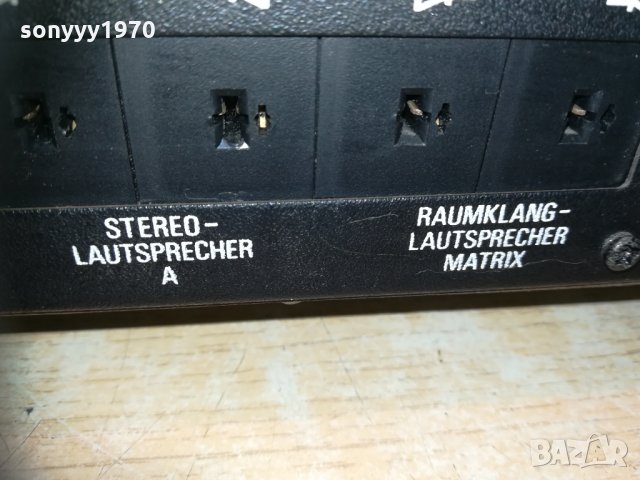 sonyyy1970
STEREO-
LAUTSPRECHER
A
RAUMKLANG-
LAUTSPRECHER
MATRIX
BAZAR